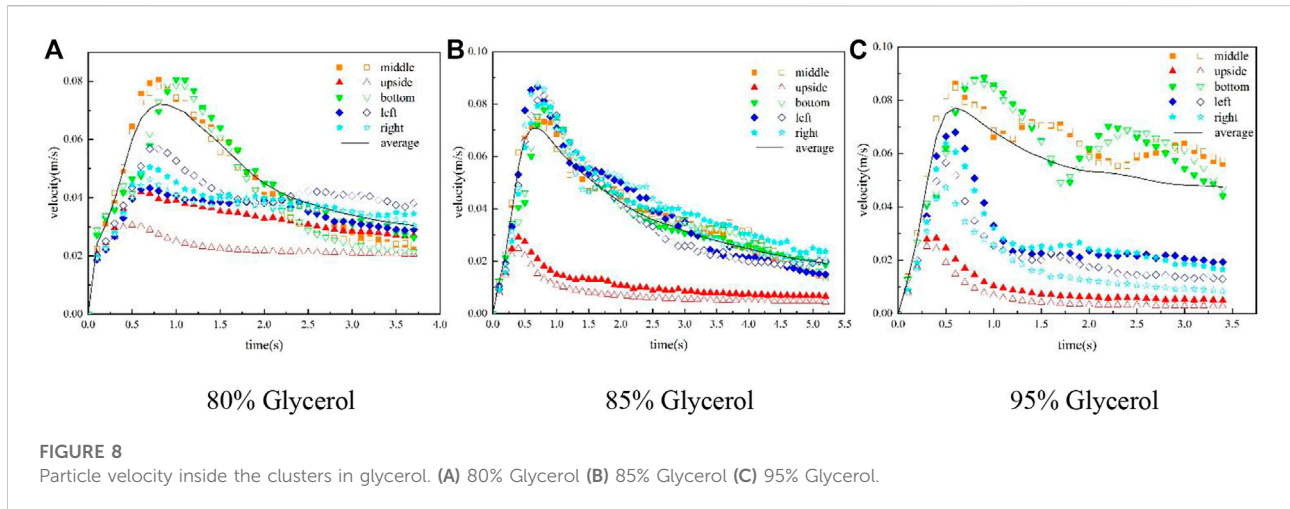 A
0.08
0.06
0.04
0.02
0.00
velocity(m/s)
0.0 0.5 1.0 1.5 2.0 2.5 3.0 3.5 4.0
time(s)
middle
upside
bottom
left
right
average
80% Glycerol
B
0.10
0.08
0.06
0.04
0.02
0.00
velocity(m/s)
0.0 0.5 1.0 1.5 2.0 2.5 3.0 3.5 4.0 4.5 5.0 5.5
time(s)
middle
upside
bottom
left
right
average
85% Glycerol
C
0.10
0.08
0.06
0.04
0.02
0.00
velocity(m/s)
0.0 0.5 1.0 1.5 2.0 2.5 3.0 3.5
time(s)
middle
upside
bottom
left
right
average
95% Glycerol
FIGURE 8
Particle velocity inside the clusters in glycerol. (A) 80% Glycerol (B) 85% Glycerol (C) 95% Glycerol.